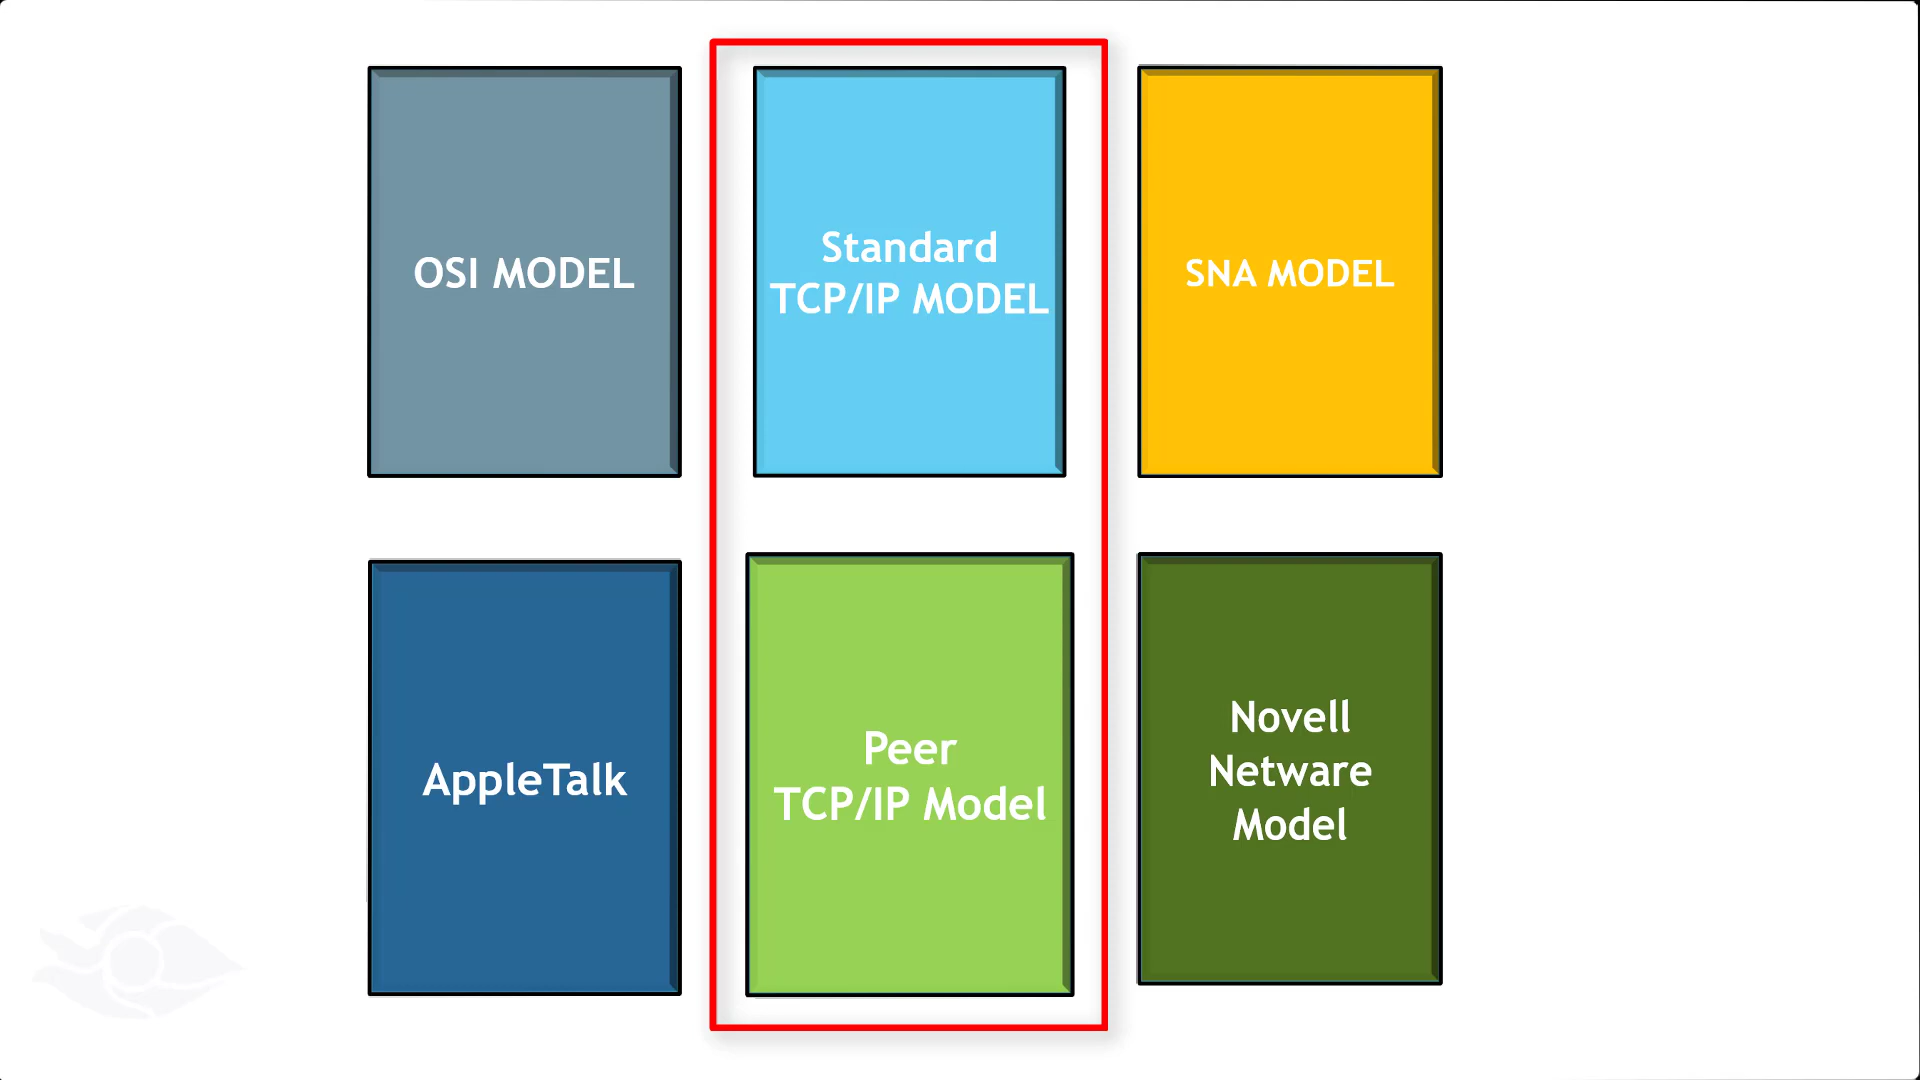 OSI MODEL
Standard
TCP/IP MODEL
SNA MODEL
AppleTalk
Peer
TCP/IP Model
Novell
Netware
Model